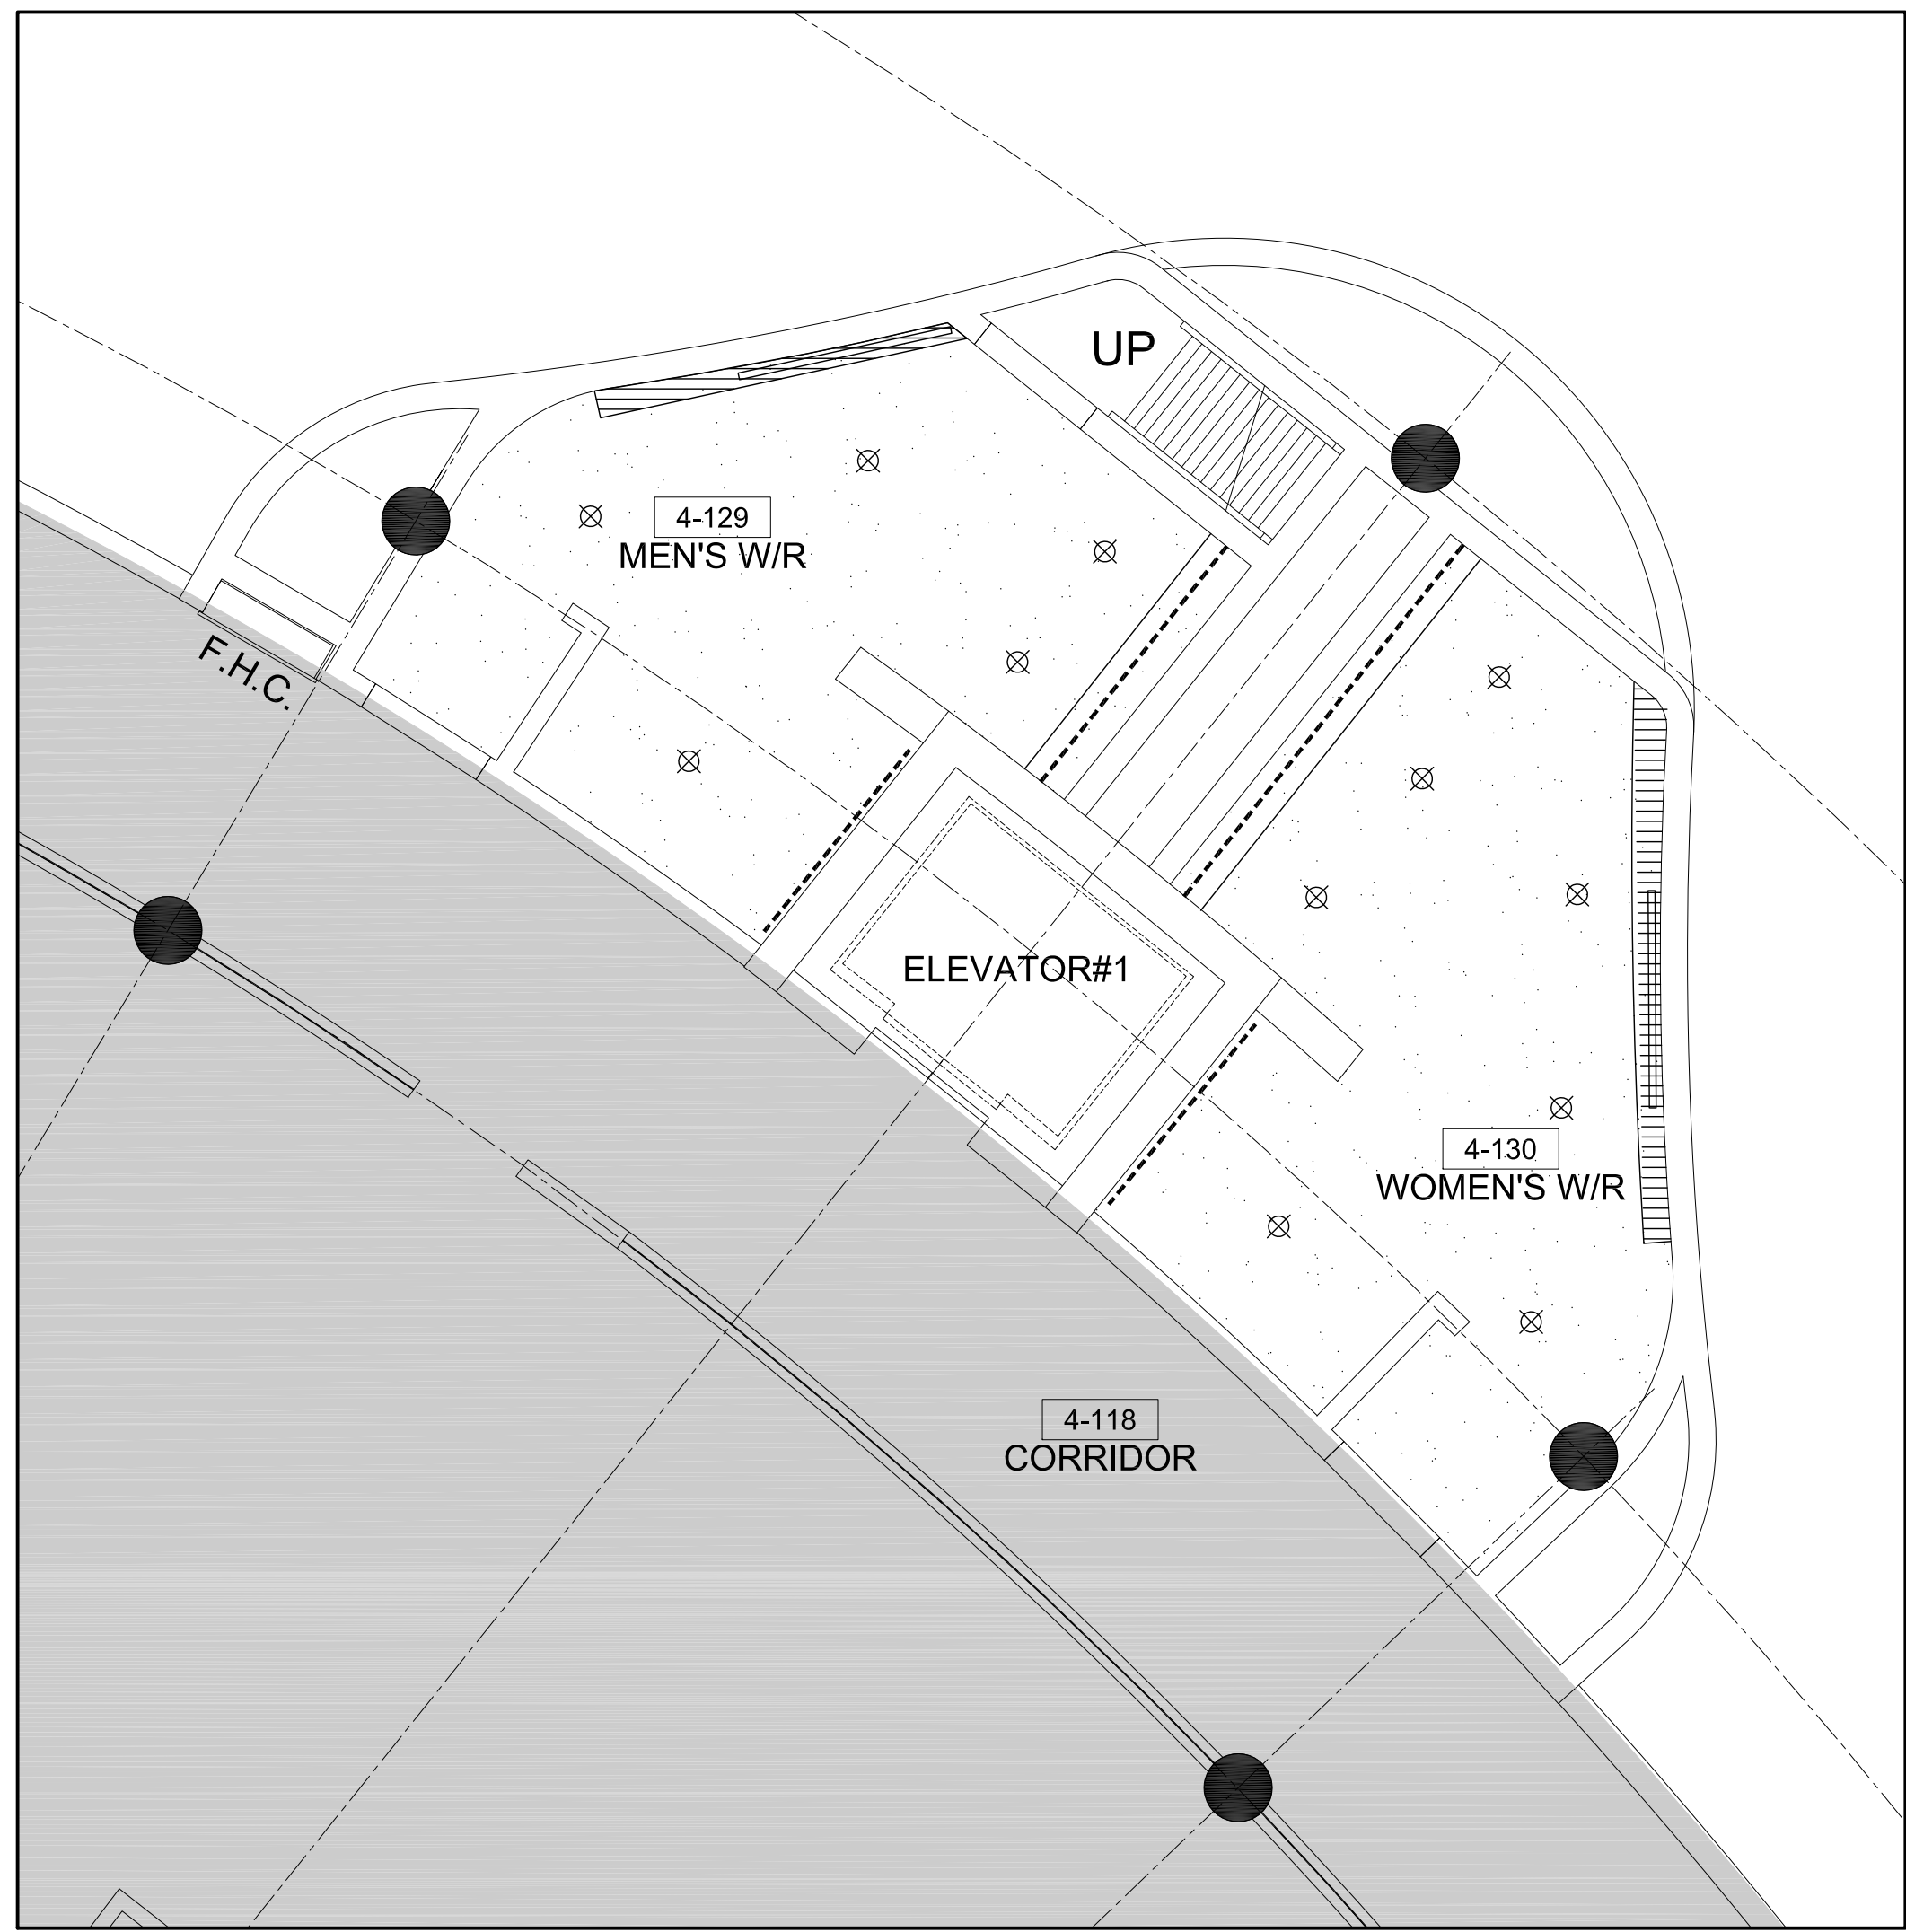 UP
4-129
MEN'S W/R
F.H.C.
ELEVATOR#1
4-130
WOMEN'S W/R
4-118
CORRIDOR